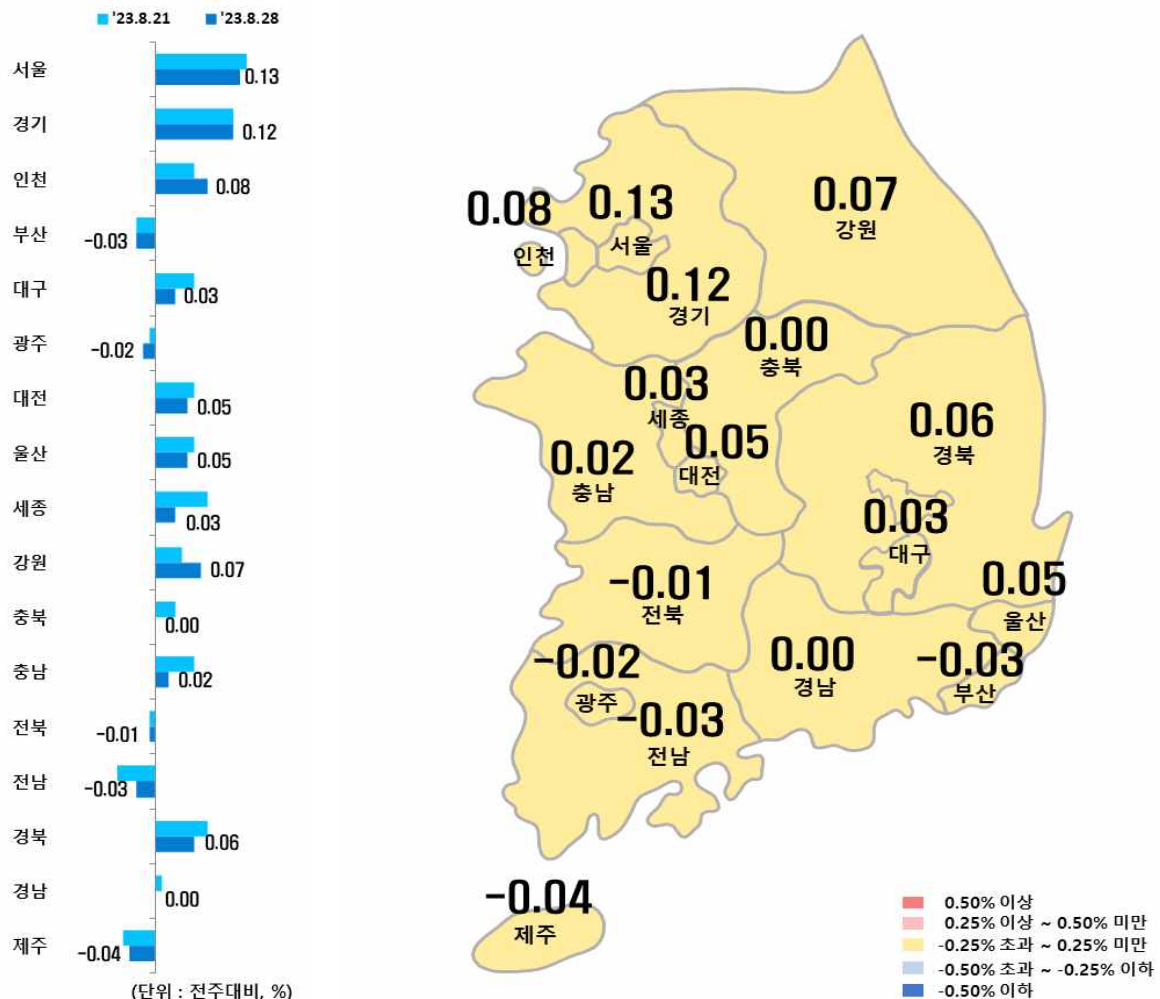 '23.8.21 '23.8.28
서울 0.13
경기 0.12
인천 0.08
부산 -0.03
대구 0.03
광주 -0.02
대전 0.05
울산 0.05
세종 0.03
강원 0.07
충북 0.00
충남 0.02
전북 -0.01
전남 -0.03
경북 0.06
경남 0.00
제주 -0.04
(단위 : 전주대비, %)
0.08
인천
0.13
서울
0.07
강원
0.12
경기
0.00
충북
0.03
세종
0.06
경북
0.05
대전
0.02
충남
0.03
대구
0.05
울산
-0.01
전북
-0.02
광주
0.00
경남
-0.03
부산
-0.03
전남
-0.04
제주
0.50% 이상
0.25% 이상 ~ 0.50% 미만
-0.25% 초과 ~ 0.25% 미만
-0.50% 초과 ~ -0.25% 이하
-0.50% 이하